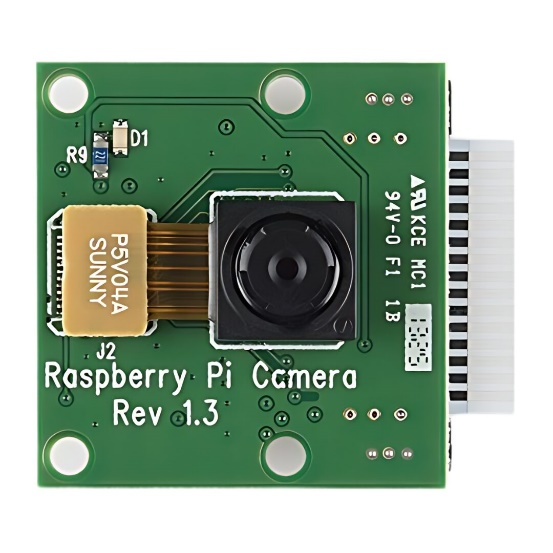 D1
R9
KCE MC1
94V-0 F1 1B
P5V04A
SUNNY
J2
Raspberry Pi Camera
Rev 1.3